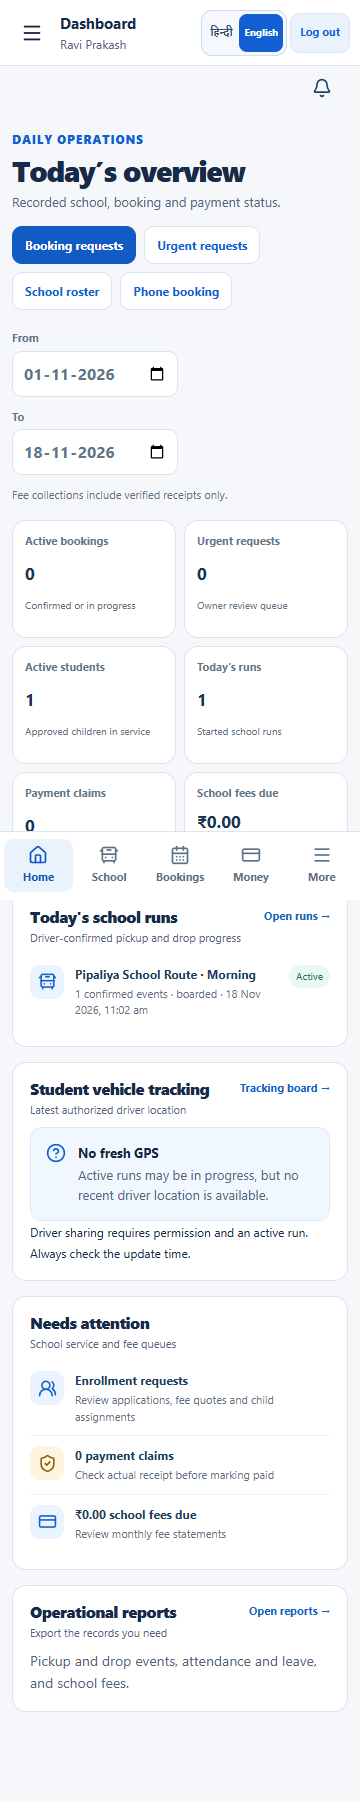 Dashboard
Ravi Prakash
हिन्दी
English
Log out
DAILY OPERATIONS
Today's overview
Recorded school, booking and payment status.
Booking requests
Urgent requests
School roster
Phone booking
From
01-11-2026
To
18-11-2026
Fee collections include verified receipts only.
Active bookings
0
Confirmed or in progress
Urgent requests
0
Owner review queue
Active students
1
Approved children in service
Today's runs
1
Started school runs
Payment claims
0
School fees due
₹0.00
Home
School
Bookings
Money
More
Today's school runs
Open runs →
Driver-confirmed pickup and drop progress
Pipaliya School Route · Morning
Active
1 confirmed events · boarded · 18 Nov
2026, 11:02 am
Student vehicle tracking
Tracking board →
Latest authorized driver location
No fresh GPS
Active runs may be in progress, but no
recent driver location is available.
Driver sharing requires permission and an active run.
Always check the update time.
Needs attention
School service and fee queues
Enrollment requests
Review applications, fee quotes and child
assignments
0 payment claims
Check actual receipt before marking paid
₹0.00 school fees due
Review monthly fee statements
Operational reports
Open reports →
Export the records you need
Pickup and drop events, attendance and leave,
and school fees.